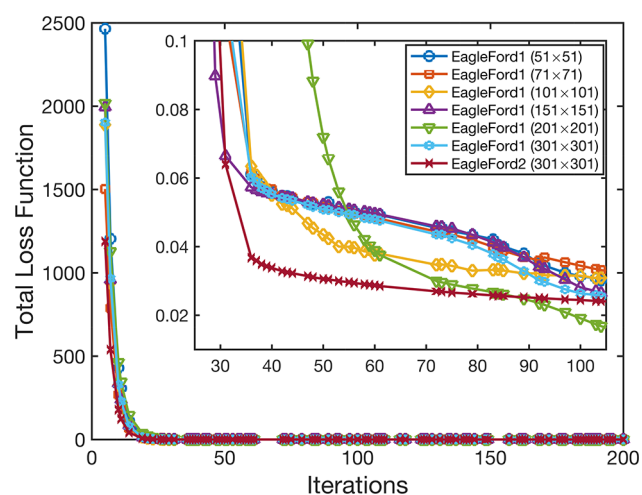 2500
2000
1500
1000
500
0
Total Loss Function
0.1
0.08
0.06
0.04
0.02
30 40 50 60 70 80 90 100
EagleFord1 (51×51)
EagleFord1 (71×71)
EagleFord1 (101×101)
EagleFord1 (151×151)
EagleFord1 (201×201)
EagleFord1 (301×301)
EagleFord2 (301×301)
0 50 100 150 200
Iterations